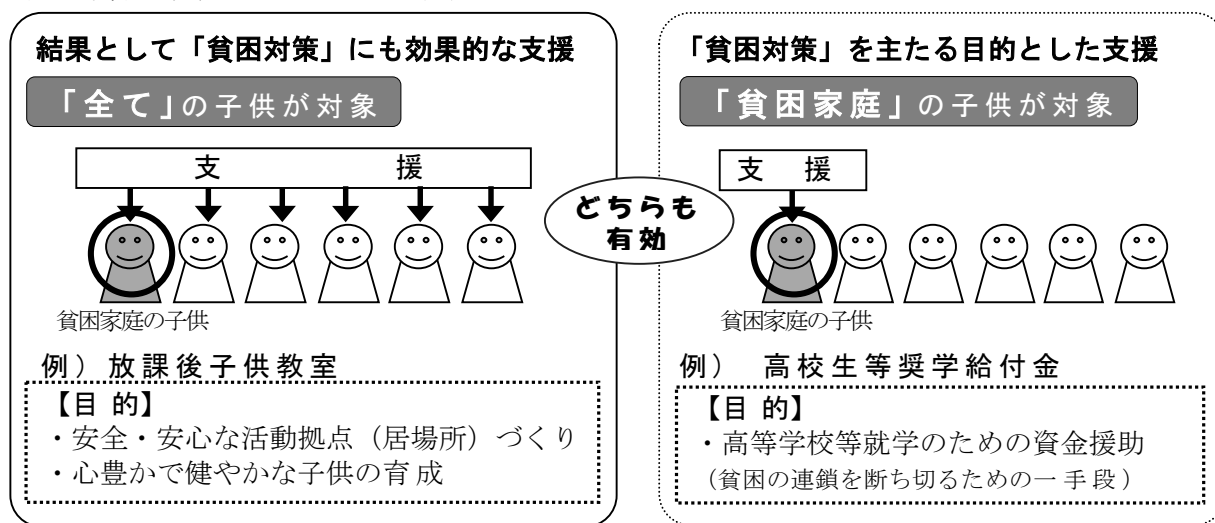 結果として「貧困対策」にも効果的な支援
「全て」の子供が対象
支　援
貧困家庭の子供
例）放課後子供教室
【目 的】
・安全・安心な活動拠点（居場所）づくり
・心豊かで健やかな子供の育成
どちらも
有効
「貧困対策」を主たる目的とした支援
「貧困家庭」の子供が対象
支　援
貧困家庭の子供
例）　高校生等奨学給付金
【目 的】
・高等学校等就学のための資金援助
（貧困の連鎖を断ち切るための一手段）